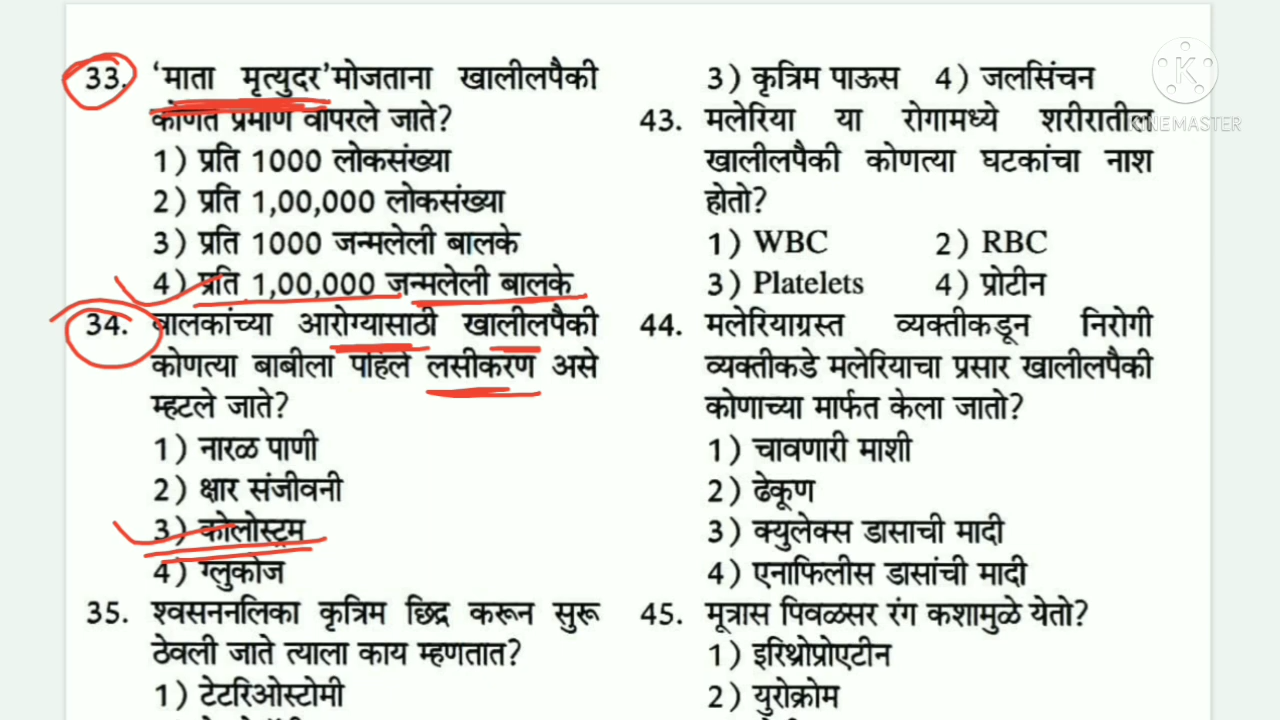 33. ‘माता मृत्युदर’ मोजताना खालीलपैकी
कोणते प्रमाण वापरले जाते?
1) प्रति 1000 लोकसंख्या
2) प्रति 1,00,000 लोकसंख्या
3) प्रति 1000 जन्मलेली बालके
4) प्रति 1,00,000 जन्मलेली बालके
34. बालकांच्या आरोग्यासाठी खालीलपैकी
कोणत्या बाबीला पहिले लसीकरण असे
म्हटले जाते?
1) नारळ पाणी
2) क्षार संजीवनी
3) कोलोस्ट्रम
4) ग्लुकोज
35. श्वसननलिका कृत्रिम छिद्र करून सुरू
ठेवली जाते त्याला काय म्हणतात?
1) टेटरिओस्टोमी
3) कृत्रिम पाऊस 4) जलसिंचन
43. मलेरिया या रोगामध्ये शरीरातील
खालीलपैकी कोणत्या घटकांचा नाश
होतो?
1) WBC 2) RBC
3) Platelets 4) प्रोटीन
44. मलेरियाग्रस्त व्यक्तीकडून निरोगी
व्यक्तीकडे मलेरियाचा प्रसार खालीलपैकी
कोणाच्या मार्फत केला जातो?
1) चावणारी माशी
2) ढेकूण
3) क्युलेक्स डासाची मादी
4) एनाफिलीस डासांची मादी
45. मूत्रास पिवळसर रंग कशामुळे येतो?
1) इरिथ्रोप्रोएटीन
2) युरोक्रोम
K
KINEMASTER